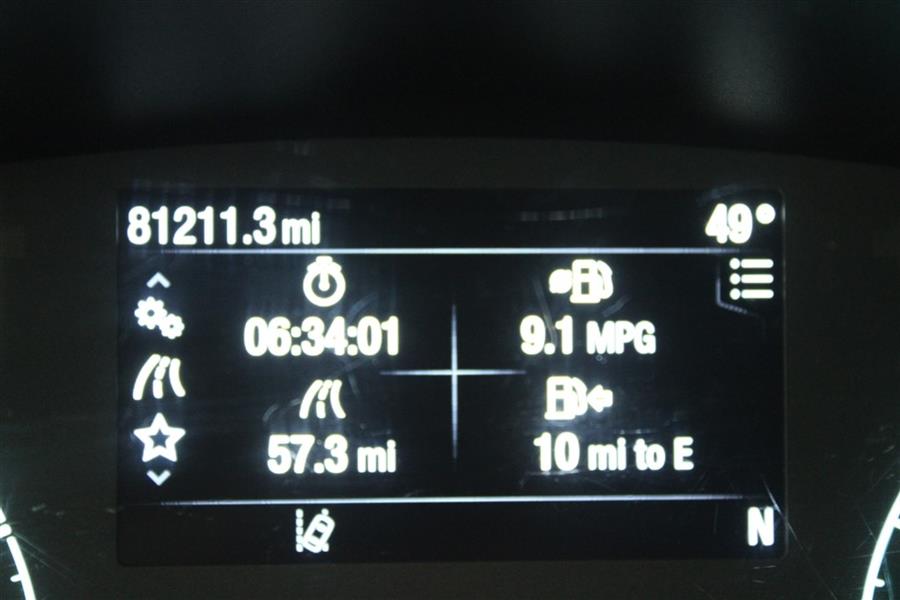 81211.3 mi 49°
06:34:01 9.1 MPG
57.3 mi 10 mi to E
N